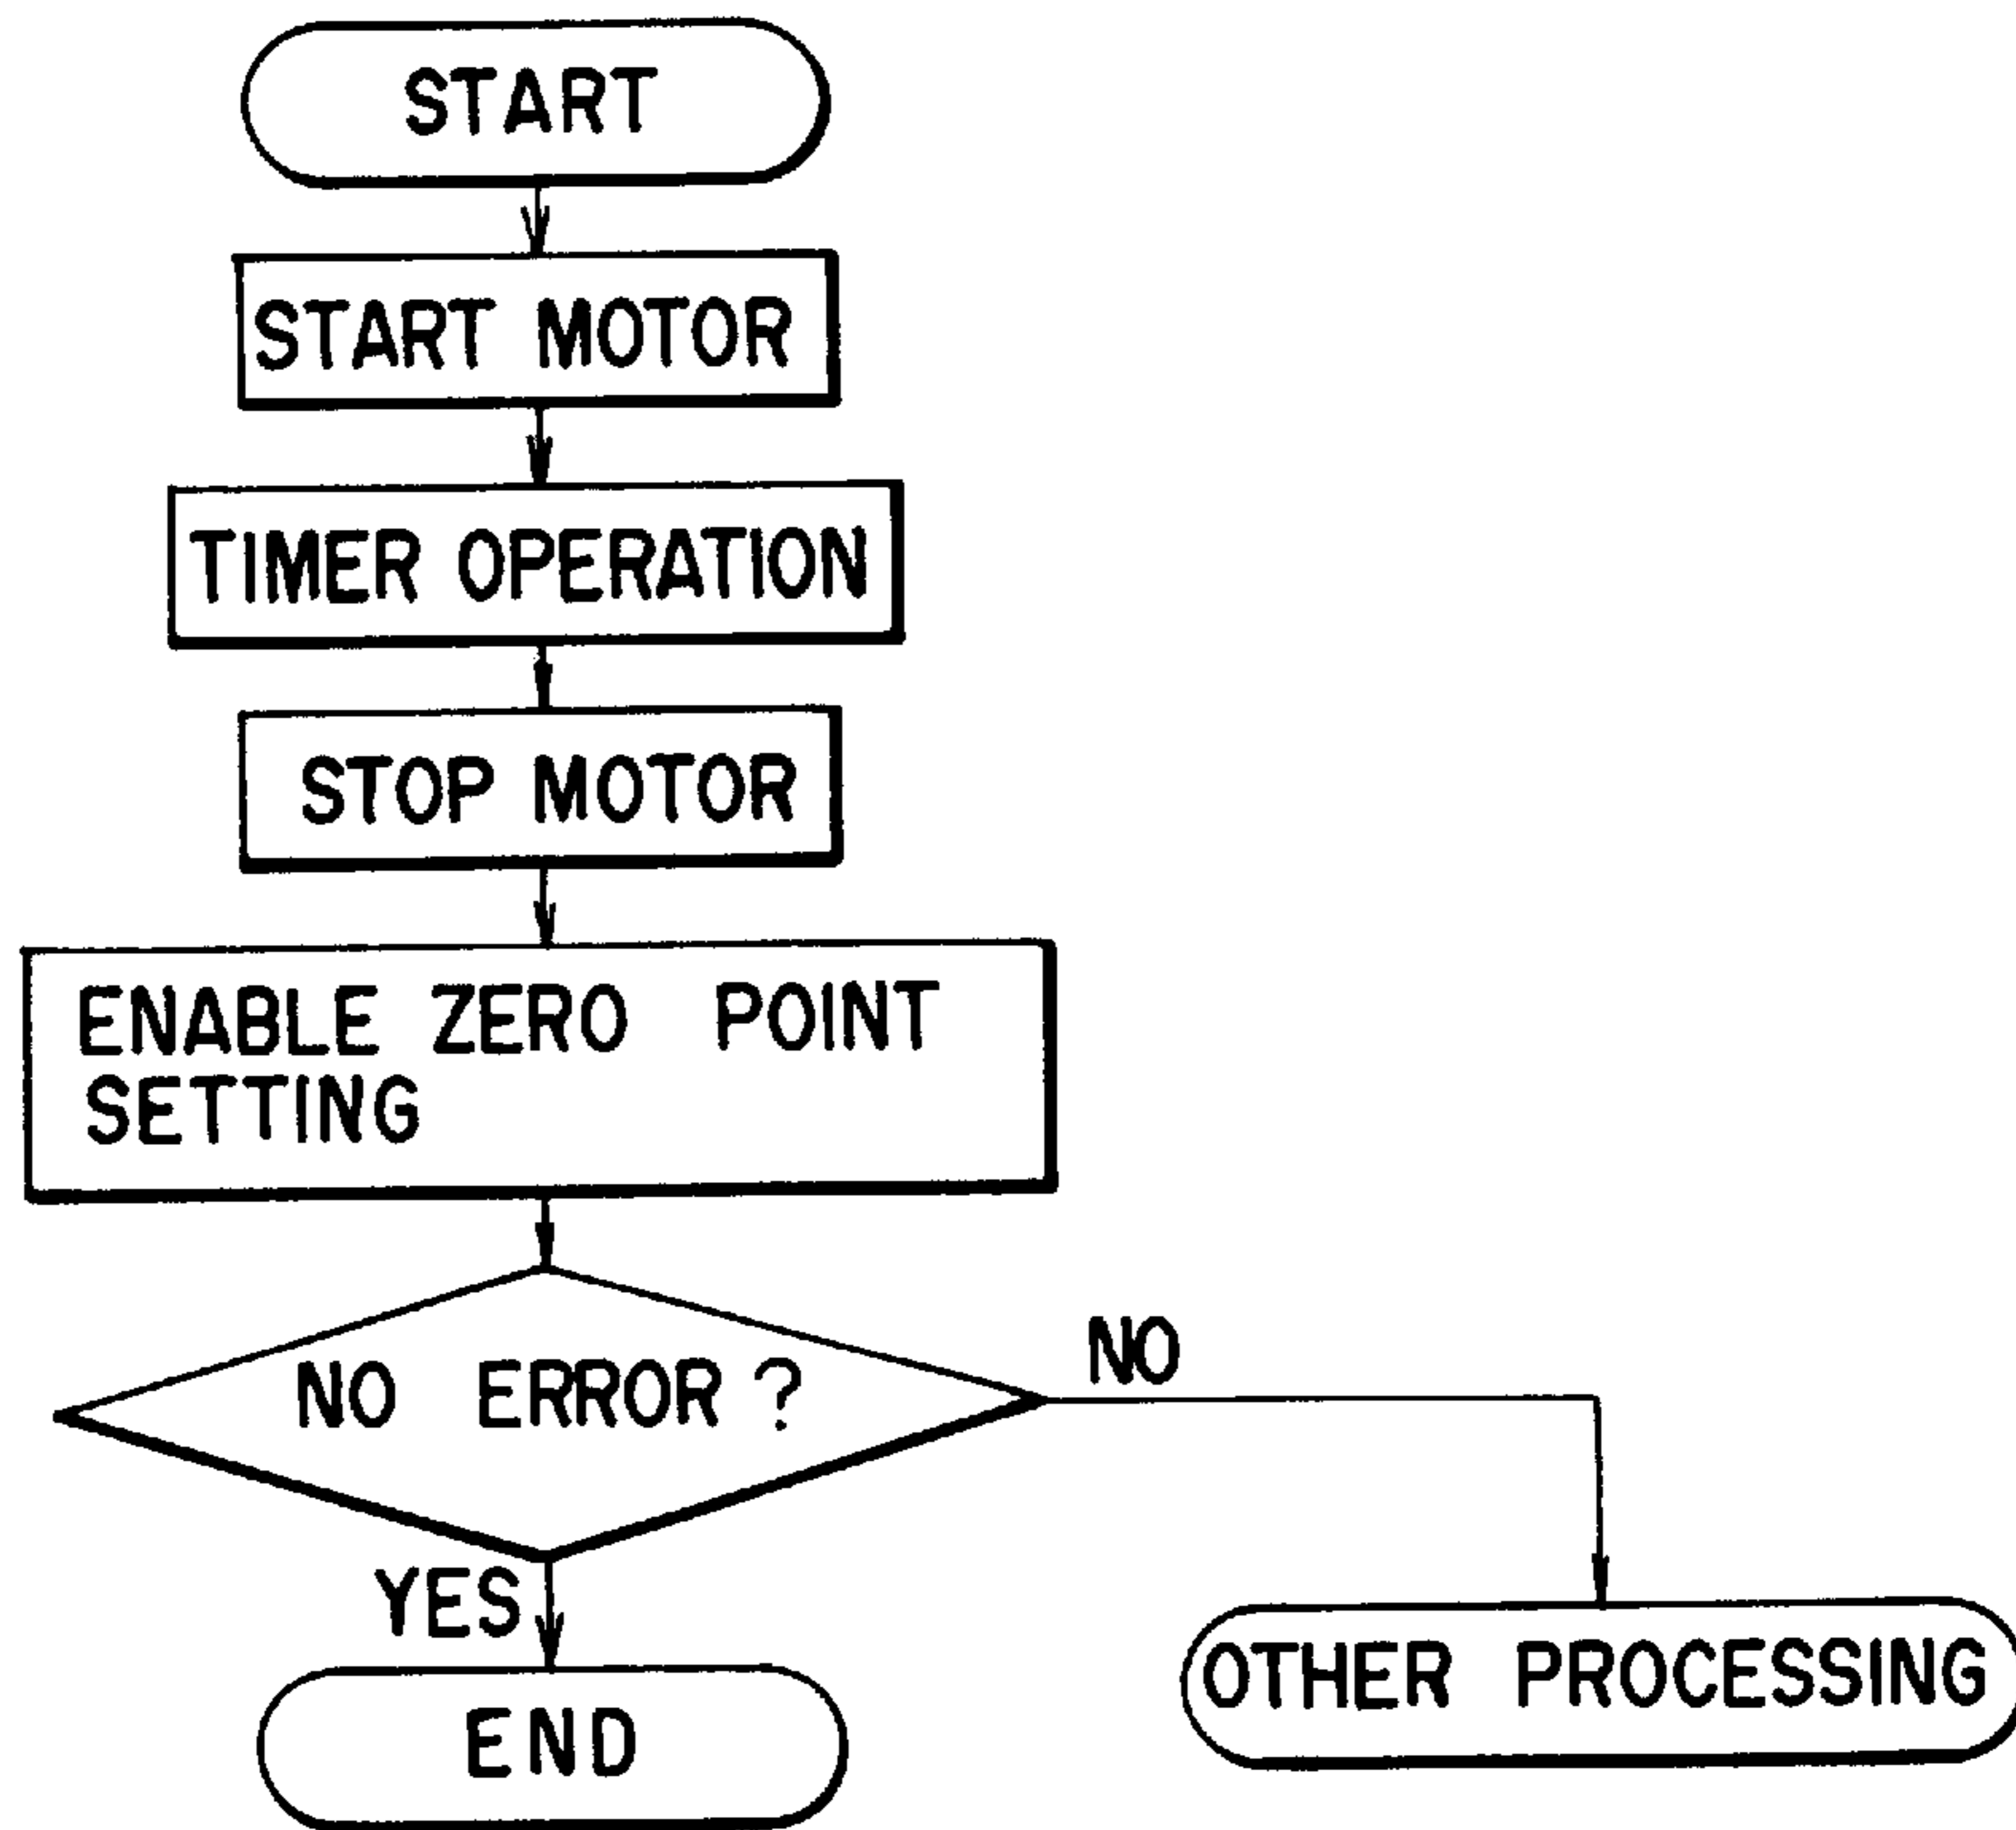 START
START MOTOR
TIMER OPERATION
STOP MOTOR
ENABLE ZERO POINT
SETTING
NO ERROR ?
NO
YES
OTHER PROCESSING
END